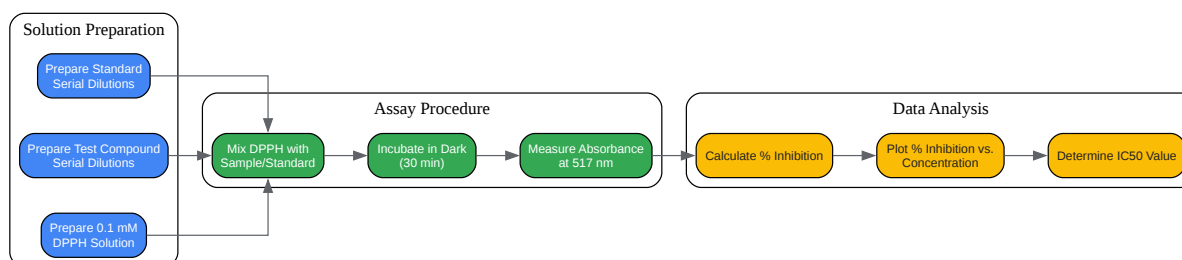 Solution Preparation
Prepare Standard
Serial Dilutions
Prepare Test Compound
Serial Dilutions
Prepare 0.1 mM
DPPH Solution
Assay Procedure
Mix DPPH with
Sample/Standard
Incubate in Dark
(30 min)
Measure Absorbance
at 517 nm
Data Analysis
Calculate % Inhibition
Plot % Inhibition vs.
Concentration
Determine IC50 Value